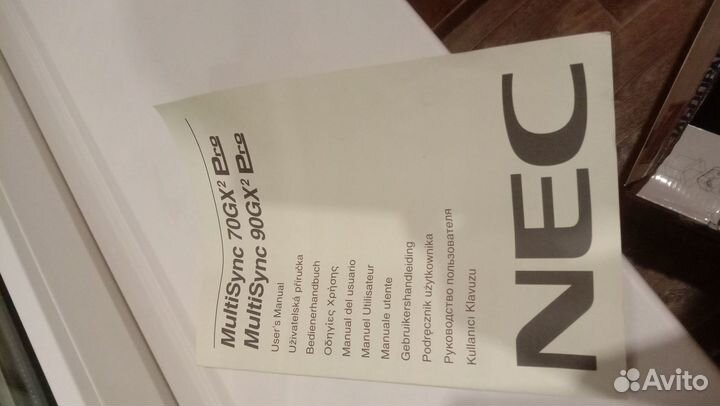 MultiSync 70GX² Pro
MultiSync 90GX² Pro
User's Manual
Uživatelská příručka
Bedienerhandbuch
Οδηγίες Χρήσης
Manual del usuario
Manuel Utilisateur
Manuale utente
Gebruikershandleiding
Podręcznik użytkownika
Руководство пользователя
Kullanici Klavuzu
NEC
Avito